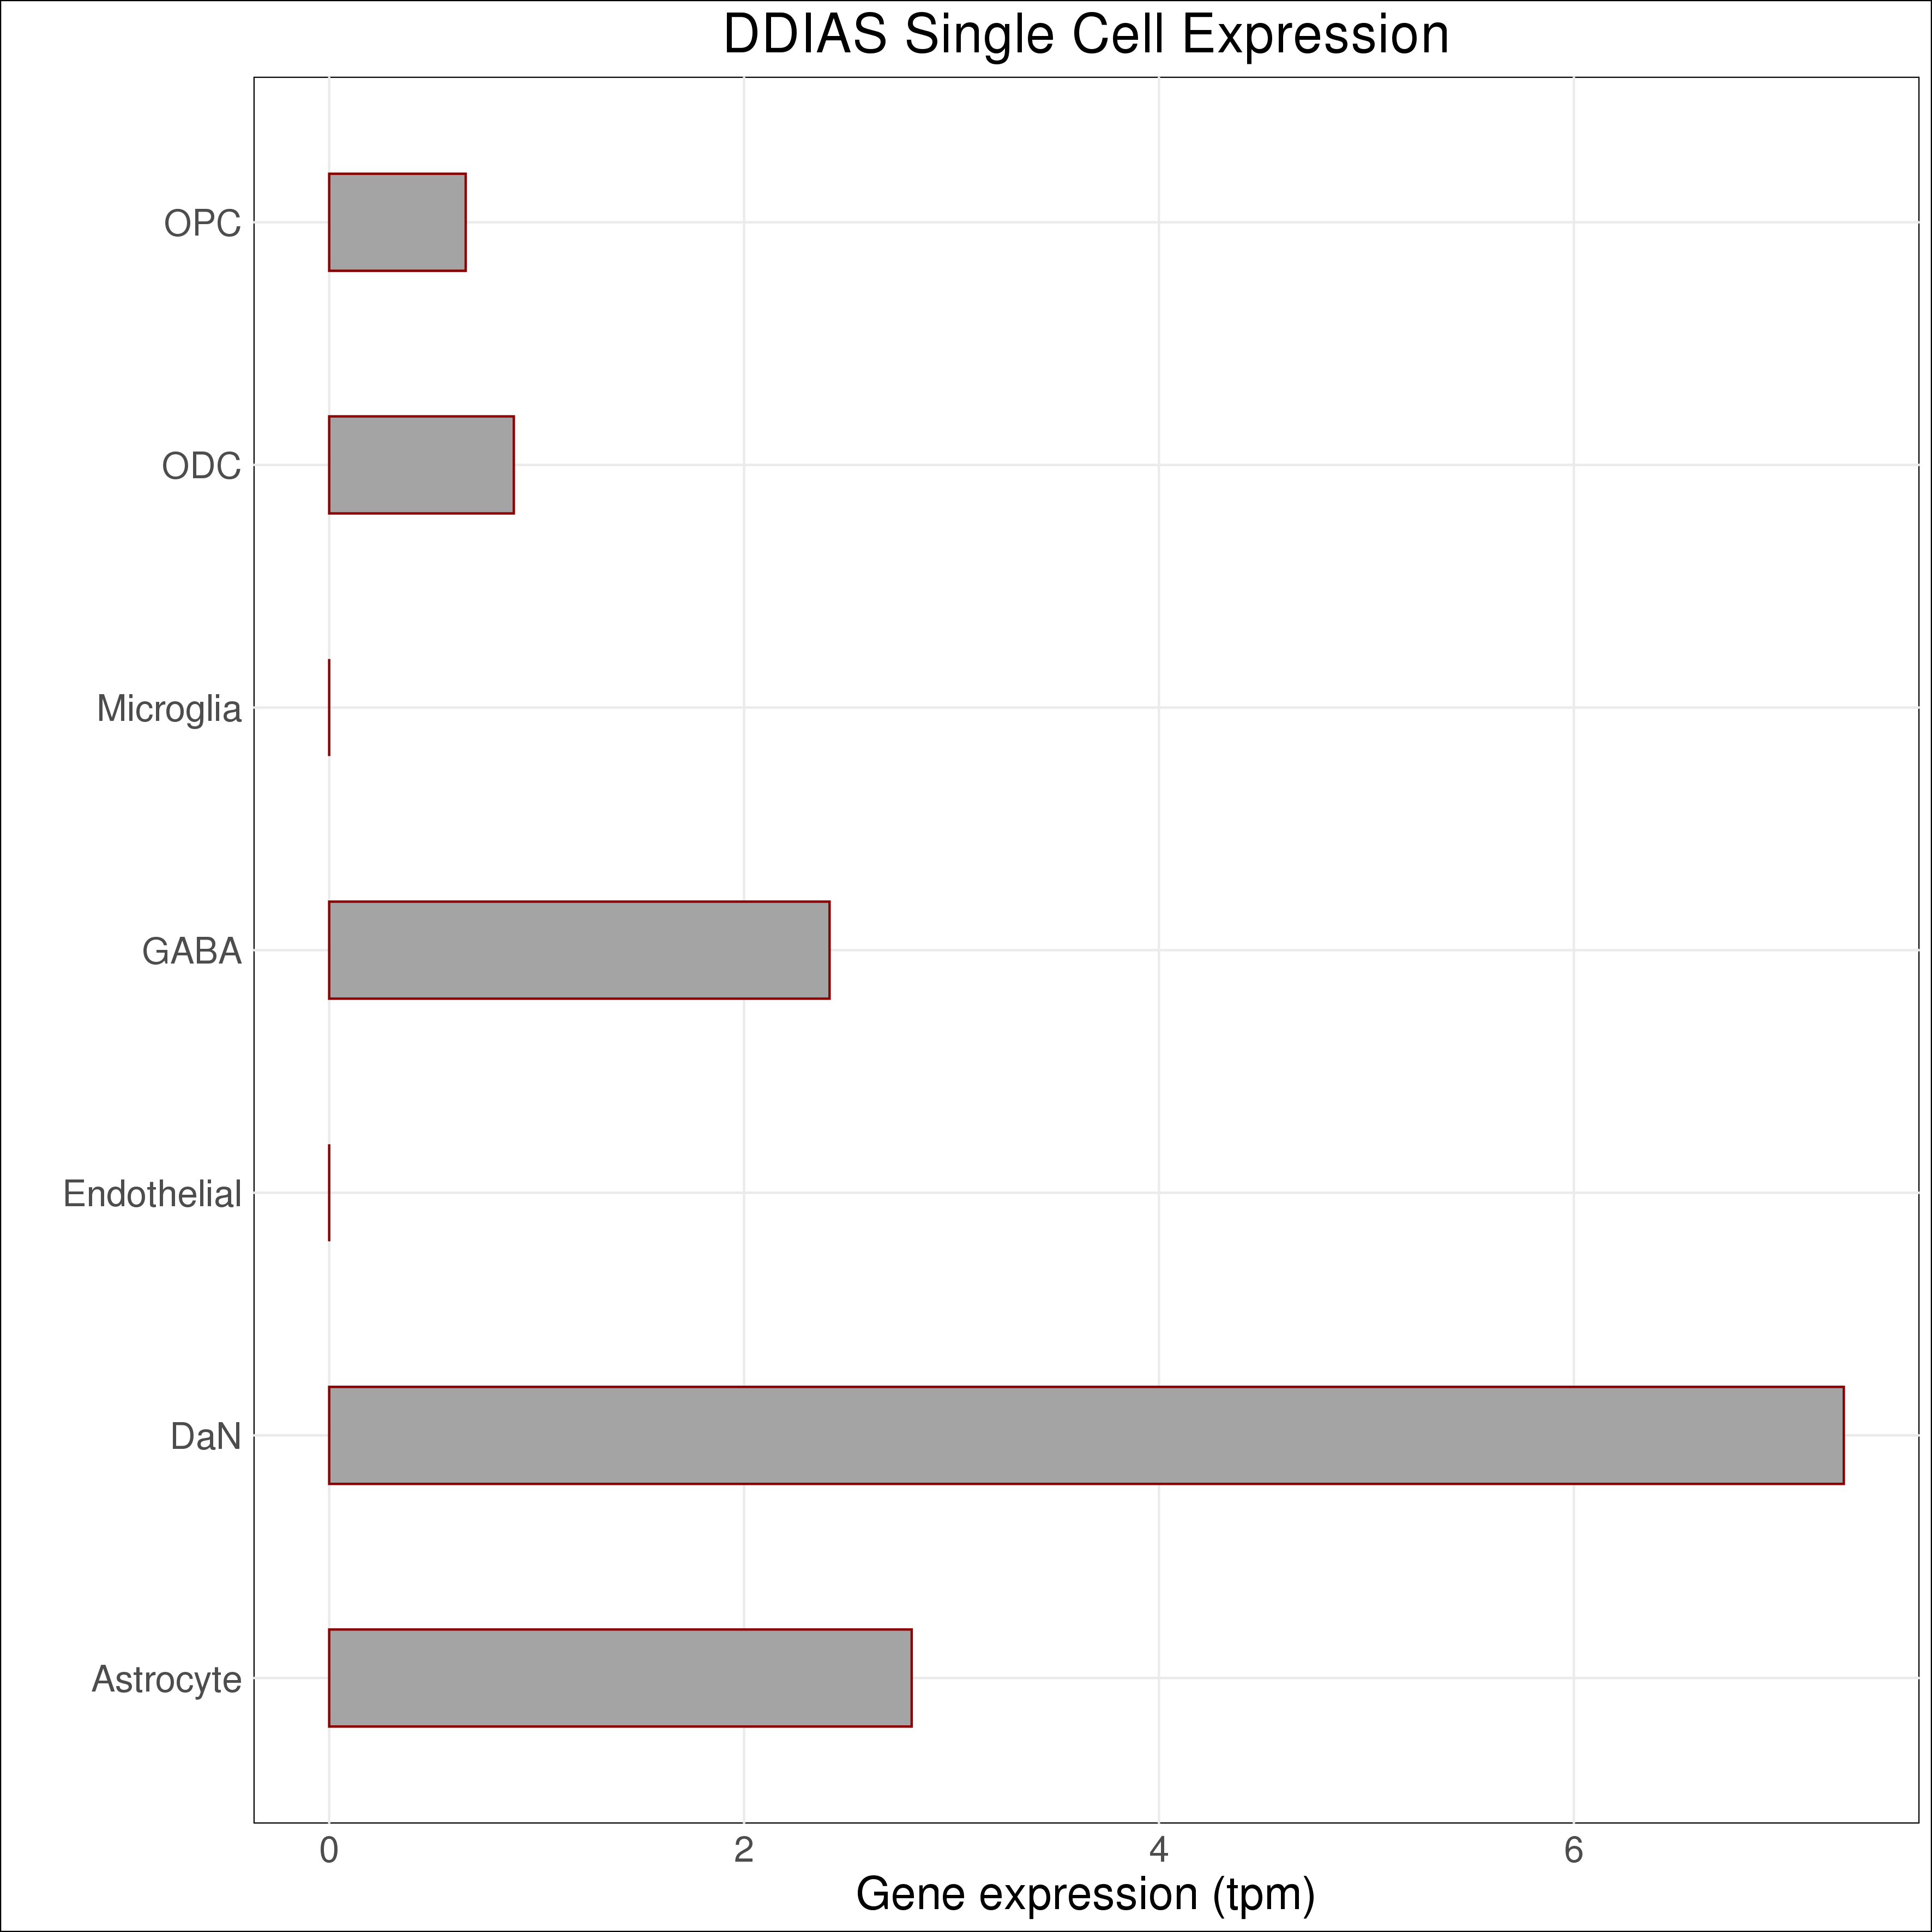 DDIAS Single Cell Expression
OPC
ODC
Microglia
GABA
Endothelial
DaN
Astrocyte
0 2 4 6
Gene expression (tpm)